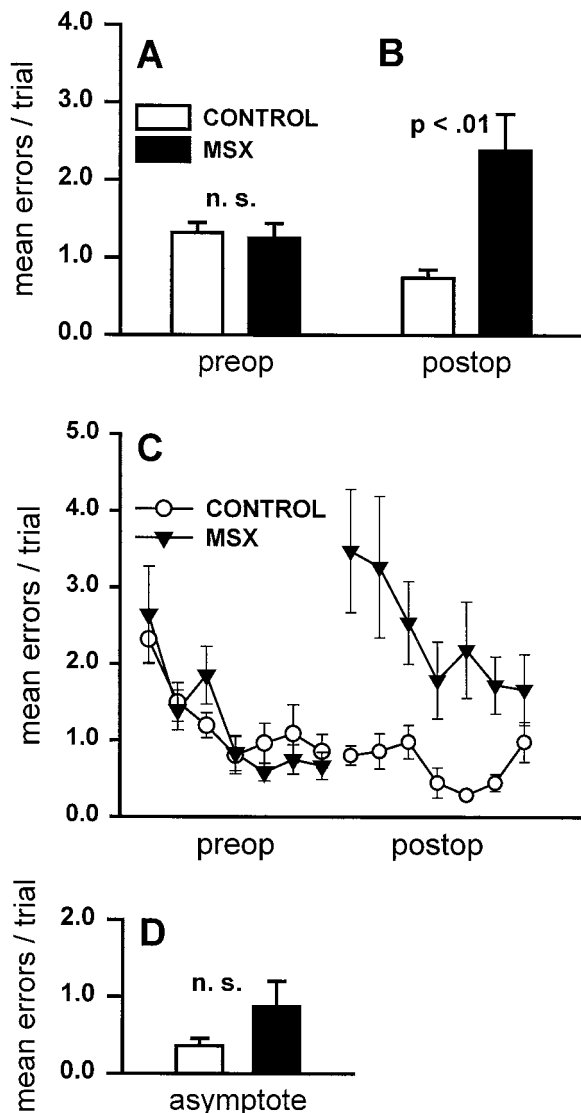 4.0
A
B
CONTROL
p < .01
3.0
MSX
mean errors / trial
2.0
n. s.
1.0
0.0
preop
postop
5.0
C
CONTROL
4.0
MSX
3.0
mean errors / trial
2.0
1.0
0.0
preop
postop
2.0
D
n. s.
mean errors / trial
1.0
0.0
asymptote